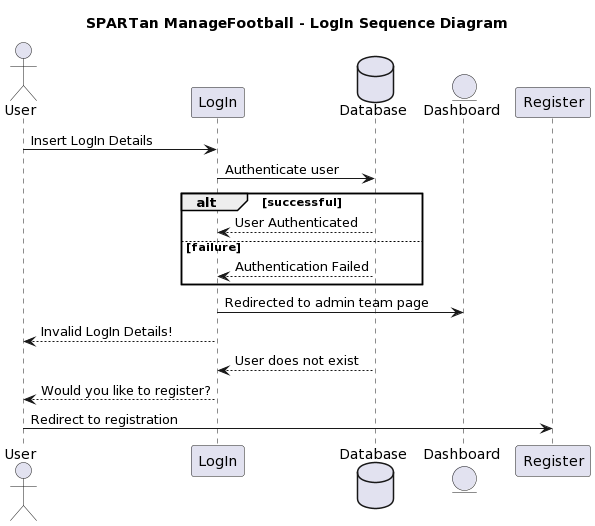 SPARTan ManageFootball - LogIn Sequence Diagram
User
LogIn
Database
Dashboard
Register
Insert LogIn Details
Authenticate user
alt
[successful]
User Authenticated
[failure]
Authentication Failed
Redirected to admin team page
Invalid LogIn Details!
User does not exist
Would you like to register?
Redirect to registration
User
LogIn
Database
Dashboard
Register